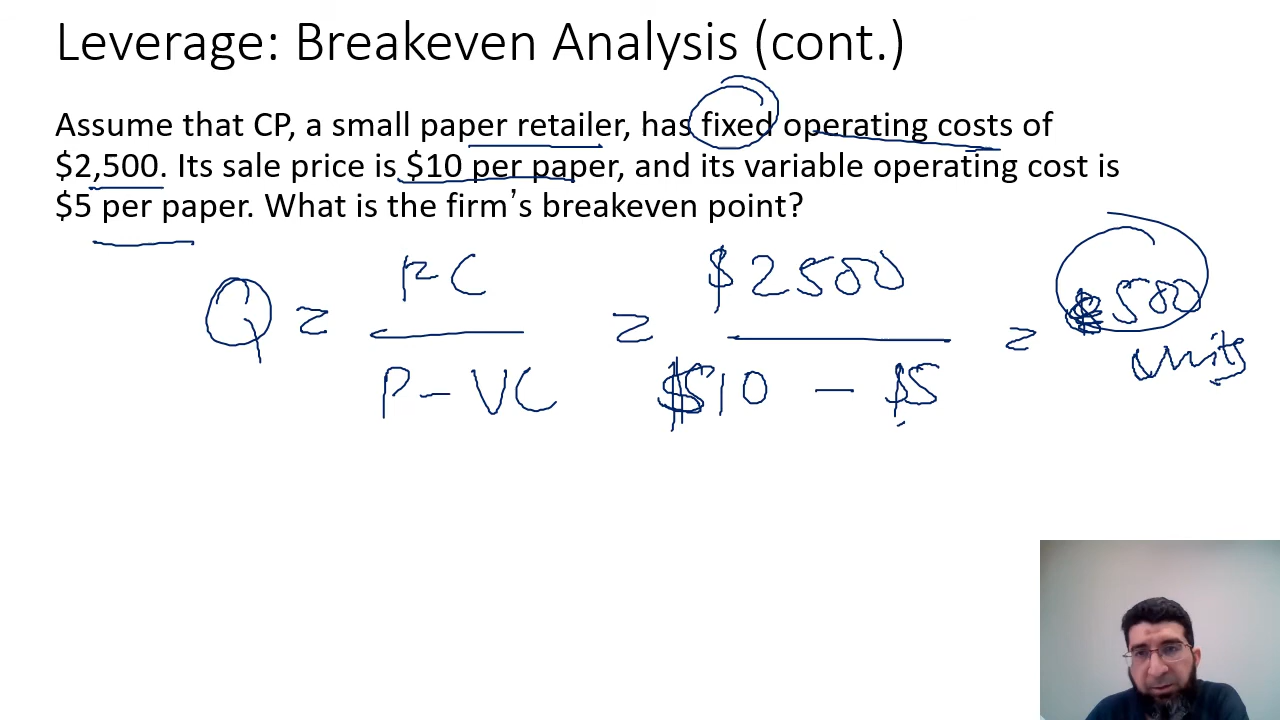 Leverage: Breakeven Analysis (cont.)
Assume that CP, a small paper retailer, has fixed operating costs of
$2,500. Its sale price is $10 per paper, and its variable operating cost is
$5 per paper. What is the firm’s breakeven point?
Q = FC / P - VC = $2500 / $10 - $5 = 500
units